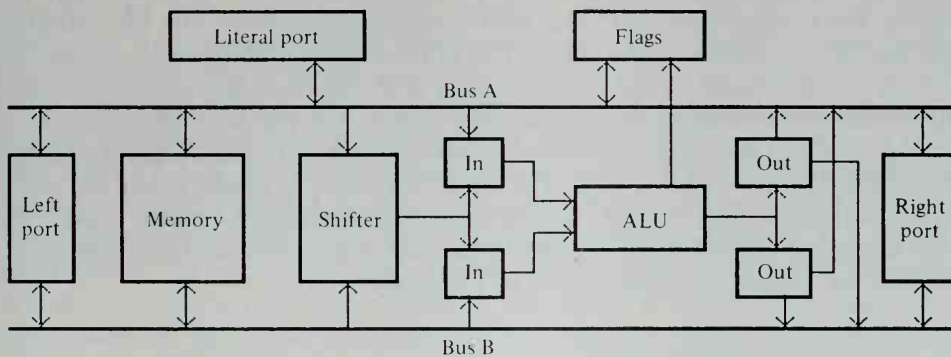 Literal port
Flags
Bus A
In
Out
Left
port
Memory
Shifter
ALU
Right
port
In
Out
Bus B